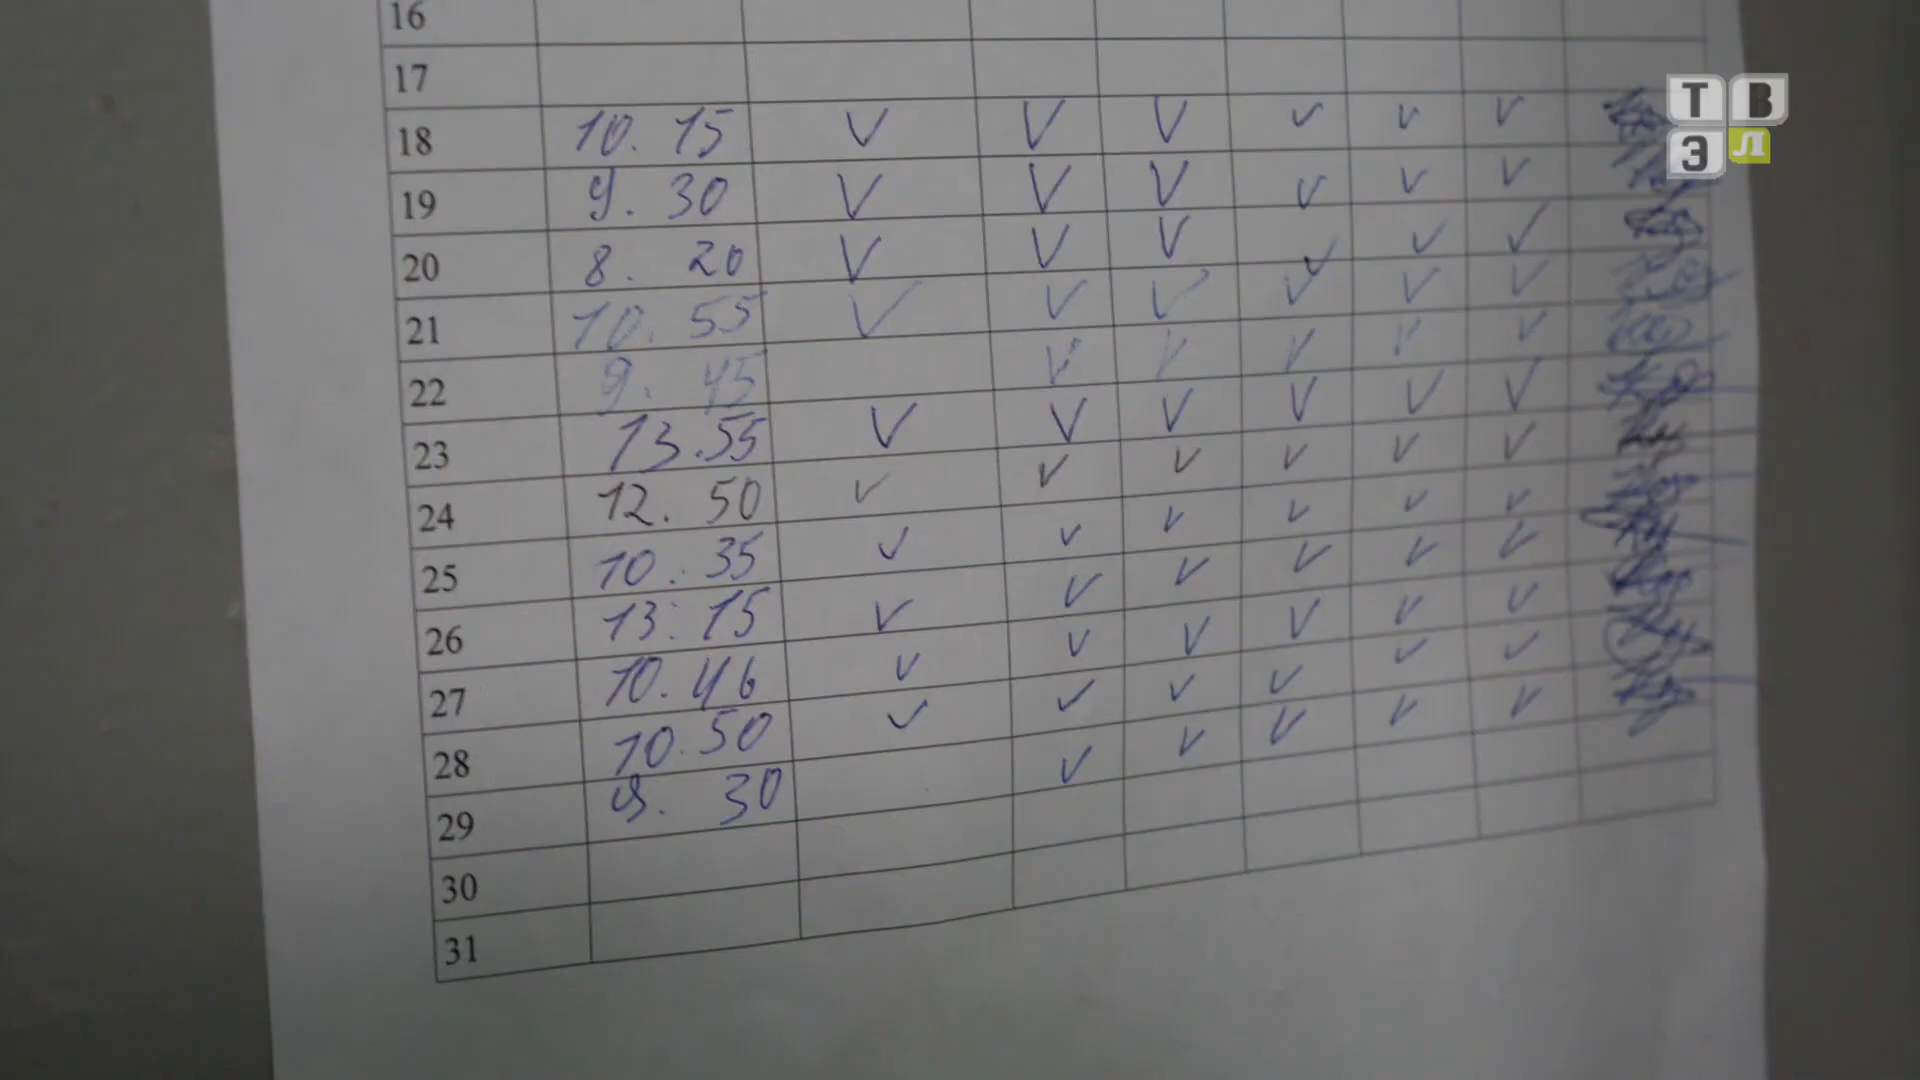 16
17
18 10. 15 V V V V V V
19 9. 30 V V V V V V
20 8. 20 V V V V V V
21 10. 55 V V V V V V
22 9. 45 V V V V V
23 13.55 V V V V V V
24 12. 50 V V V V V V
25 10. 35 V V V V V V
26 13: 15 V V V V V V
27 10. 46 V V V V V V
28 10. 50 V V V V V V
29 9. 30 V V V V V
30
31
ТВ
ЭЛ